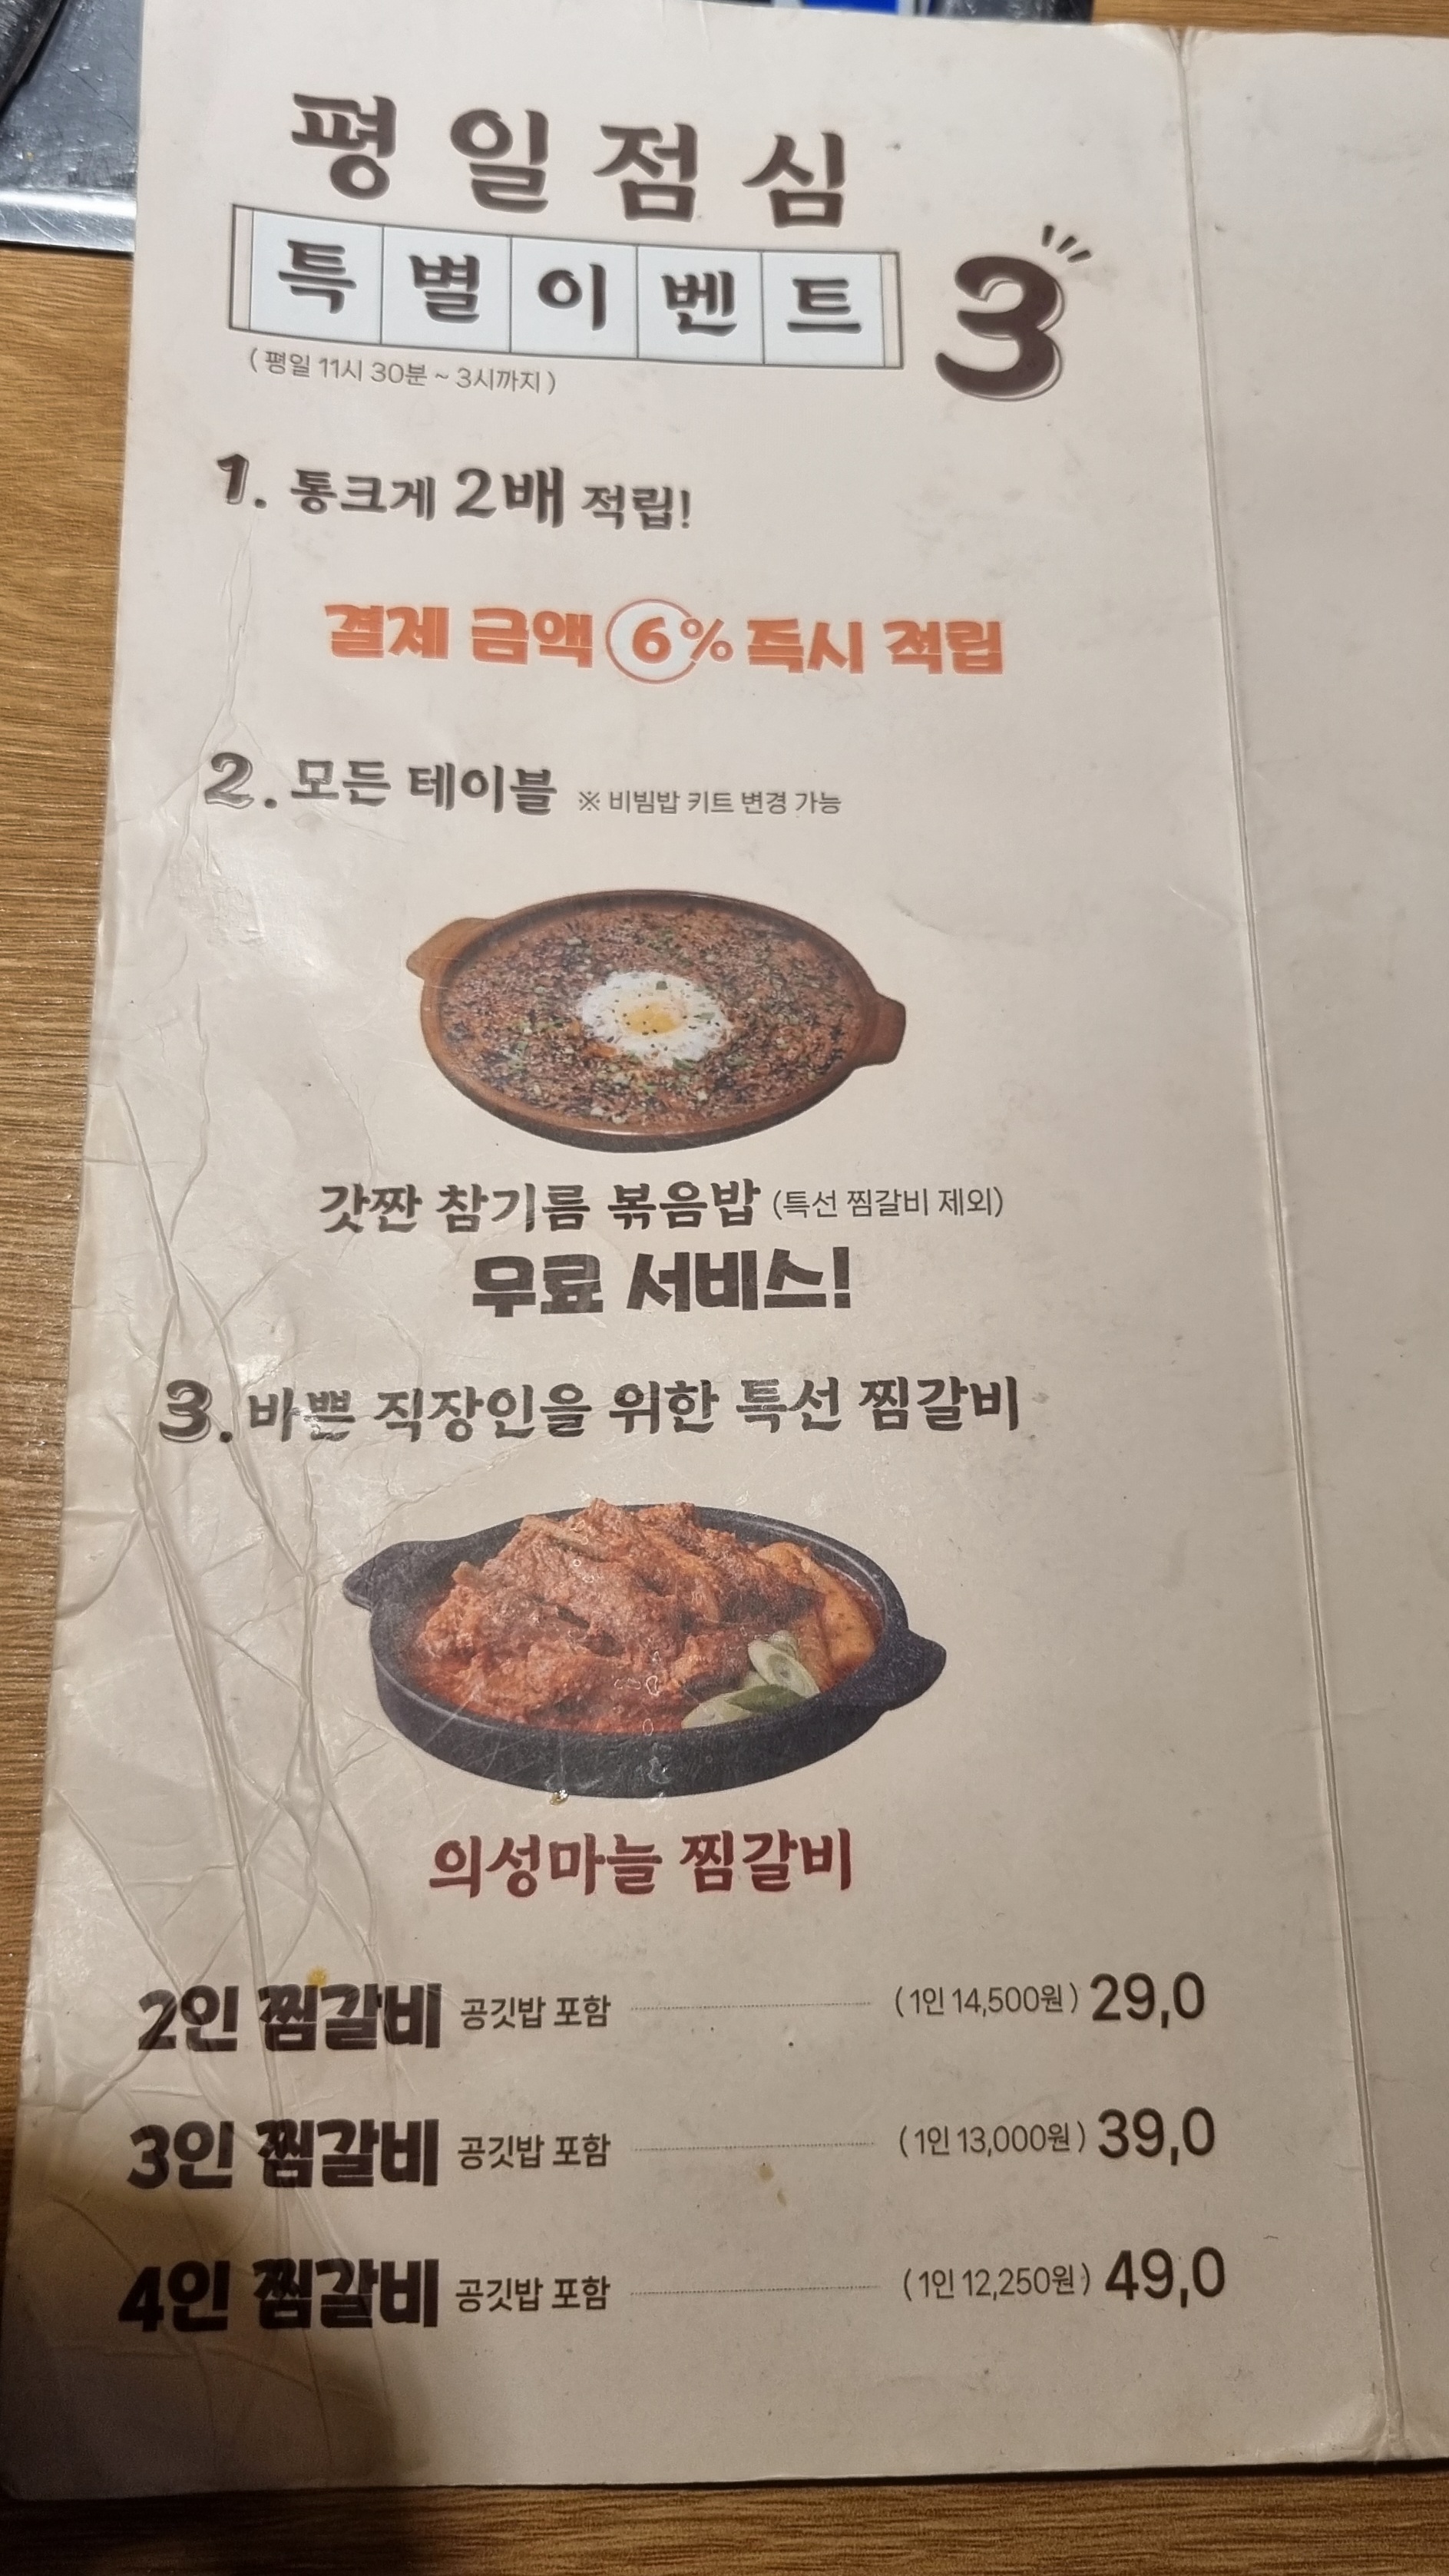 평일점심
특별이벤트 3
( 평일 11시 30분 ~ 3시까지 )
1. 통크게 2배 적립!
결제 금액 6% 즉시 적립
2. 모든 테이블 ※ 비빔밥 키트 변경 가능
갓짠 참기름 볶음밥 (특선 찜갈비 제외)
무료 서비스!
3. 바쁜 직장인을 위한 특선 찜갈비
의성마늘 찜갈비
2인 찜갈비 공깃밥 포함 ( 1인 14,500원 ) 29,0
3인 찜갈비 공깃밥 포함 ( 1인 13,000원 ) 39,0
4인 찜갈비 공깃밥 포함 ( 1인 12,250원 ) 49,0